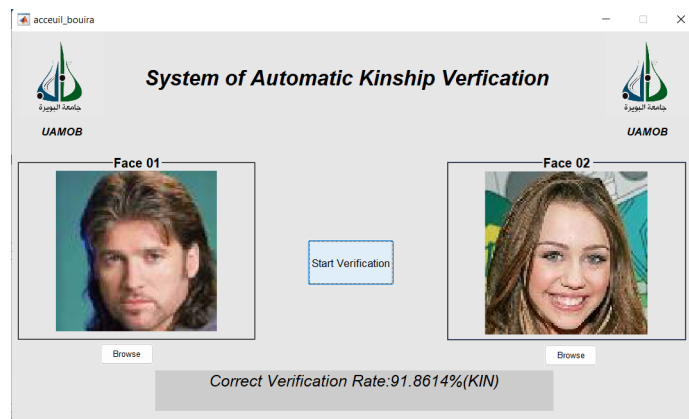 acceuil_bouira
System of Automatic Kinship Verfication
جامعة البويرة
جامعة البويرة
UAMOB
UAMOB
Face 01
Face 02
Start Verification
Browse
Browse
Correct Verification Rate:91.8614%(KIN)